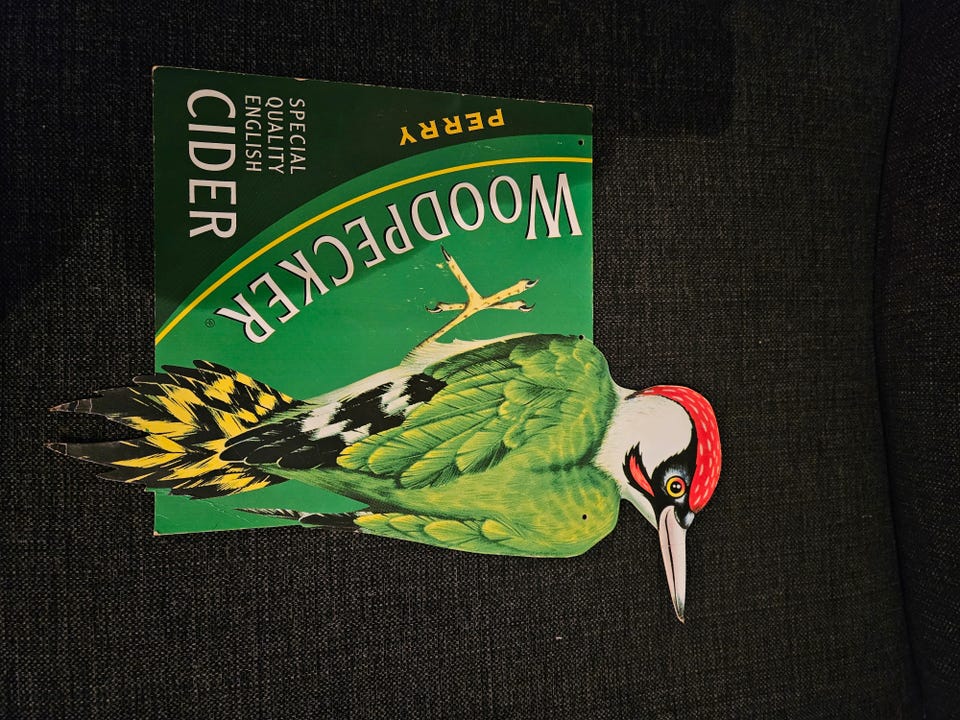 PERRY
WOODPECKER®
SPECIAL
QUALITY
ENGLISH
CIDER